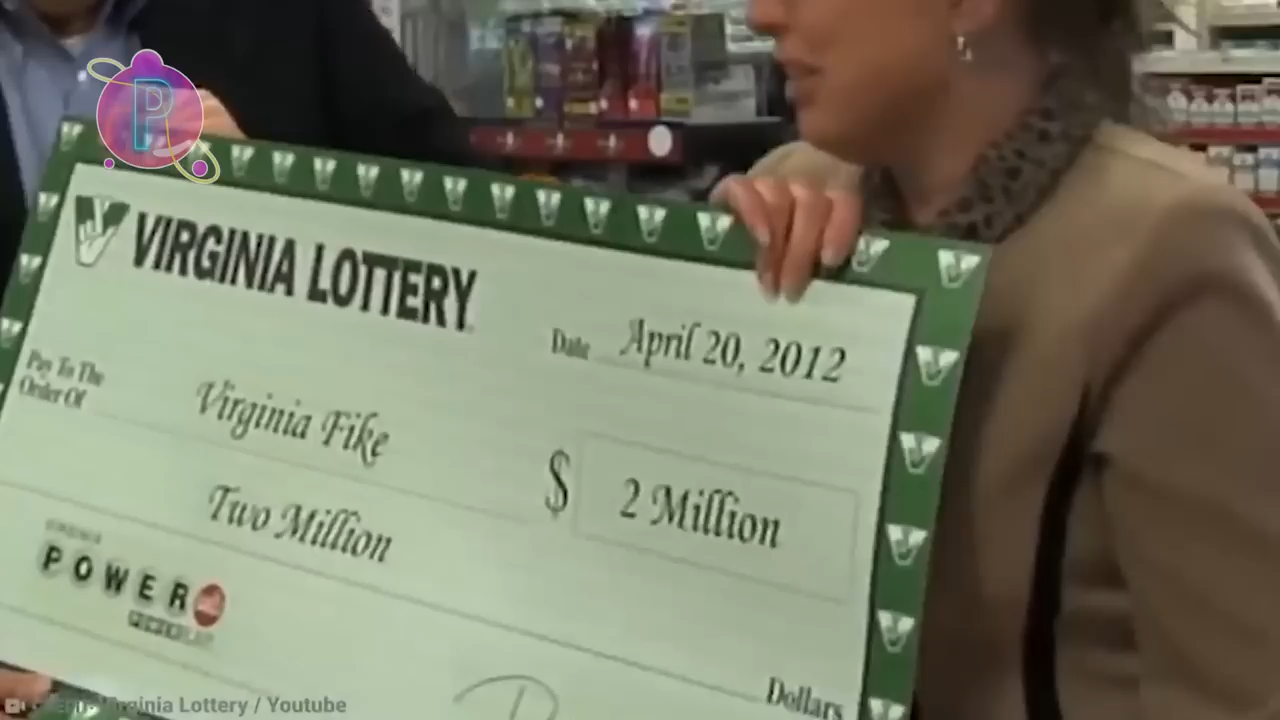 P
VIRGINIA LOTTERY
Date April 20, 2012
Pay To The
Order Of Virginia Fike
$ 2 Million
Two Million
POWER
Dollars
Virginia Lottery / Youtube